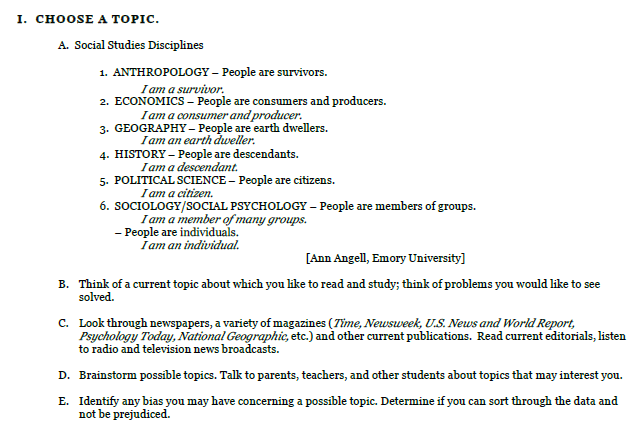 I. CHOOSE A TOPIC.
A. Social Studies Disciplines
1. ANTHROPOLOGY – People are survivors.
I am a survivor.
2. ECONOMICS – People are consumers and producers.
I am a consumer and producer.
3. GEOGRAPHY – People are earth dwellers.
I am an earth dweller.
4. HISTORY – People are descendants.
I am a descendant.
5. POLITICAL SCIENCE – People are citizens.
I am a citizen.
6. SOCIOLOGY/SOCIAL PSYCHOLOGY – People are members of groups.
I am a member of many groups.
– People are individuals.
I am an individual.
[Ann Angell, Emory University]
B. Think of a current topic about which you like to read and study; think of problems you would like to see
solved.
C. Look through newspapers, a variety of magazines (Time, Newsweek, U.S. News and World Report,
Psychology Today, National Geographic, etc.) and other current publications. Read current editorials, listen
to radio and television news broadcasts.
D. Brainstorm possible topics. Talk to parents, teachers, and other students about topics that may interest you.
E. Identify any bias you may have concerning a possible topic. Determine if you can sort through the data and
not be prejudiced.